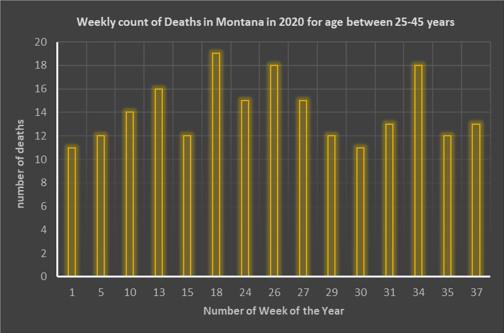 Weekly count of Deaths in Montana in 2020 for age between 25-45 years
20
18
16
14
12
10
8
6
4
2
0
number of deaths
1 5 10 13 15 18 24 26 27 29 30 31 34 35 37
Number of Week of the Year